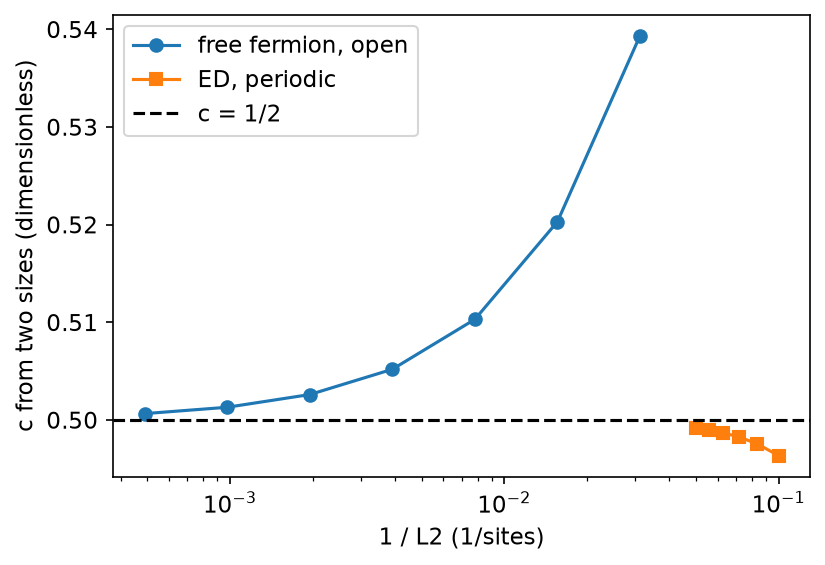 free fermion, open
ED, periodic
c = 1/2
c from two sizes (dimensionless)
0.54
0.53
0.52
0.51
0.50
10⁻³
10⁻²
10⁻¹
1 / L2 (1/sites)